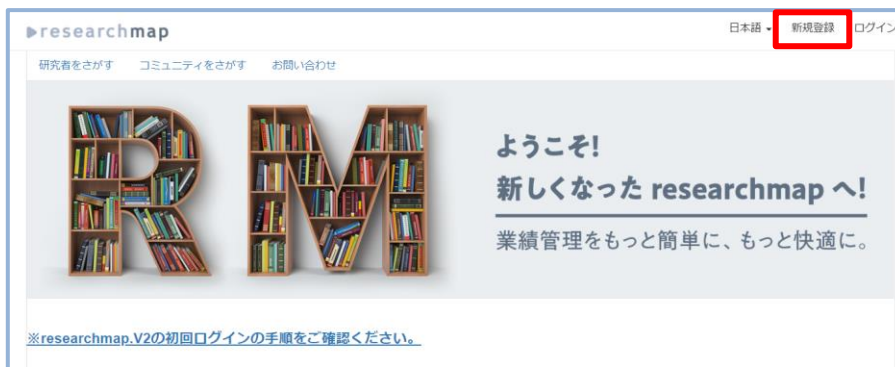 researchmap
日本語 新規登録 ログイン
研究者をさがす コミュニティをさがす お問い合わせ
RM
ようこそ!
新しくなった researchmap へ!
業績管理をもっと簡単に、もっと快適に。
※researchmap.V2の初回ログインの手順をご確認ください。